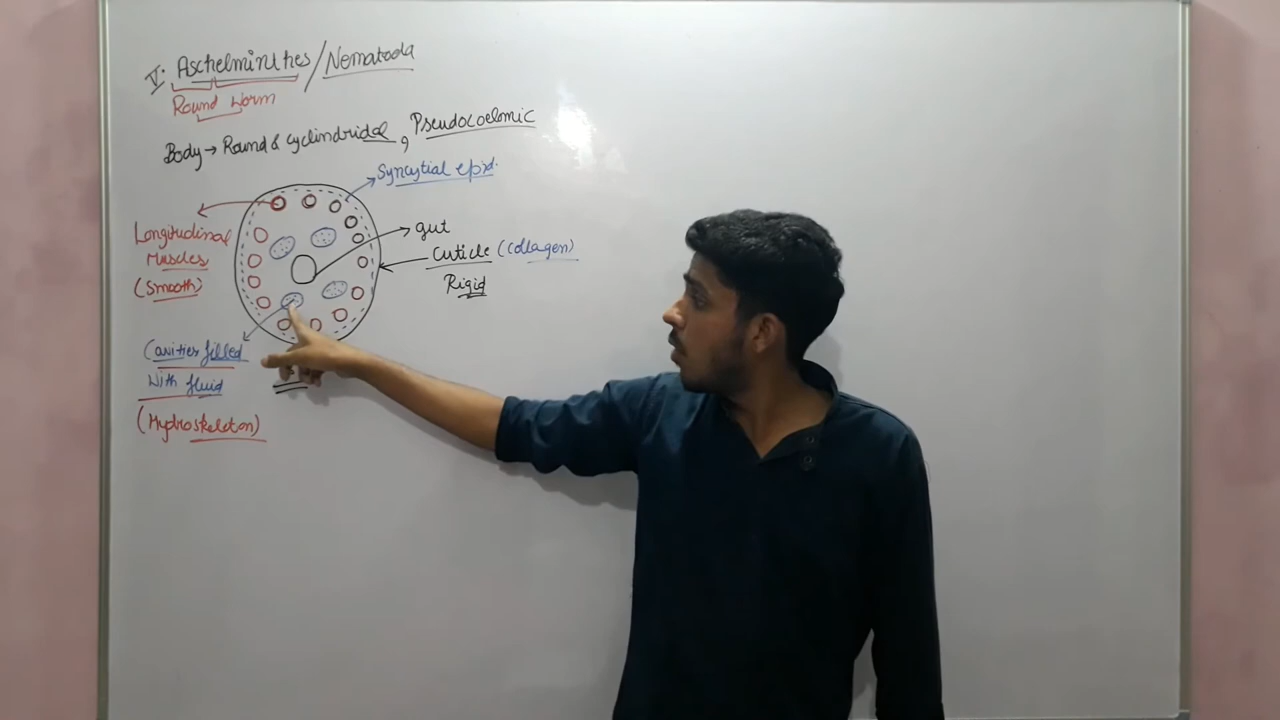 V: Aschelminthes / Nematoda
Round Worm
Body → Round & cyclindridal, Pseudocoelomic
Syncytial epid.
Longitudinal
Muscles
(Smooth)
gut
Cuticle (collagen)
Rigid
Cavities filled
With fluid
(Hydroskeleton)